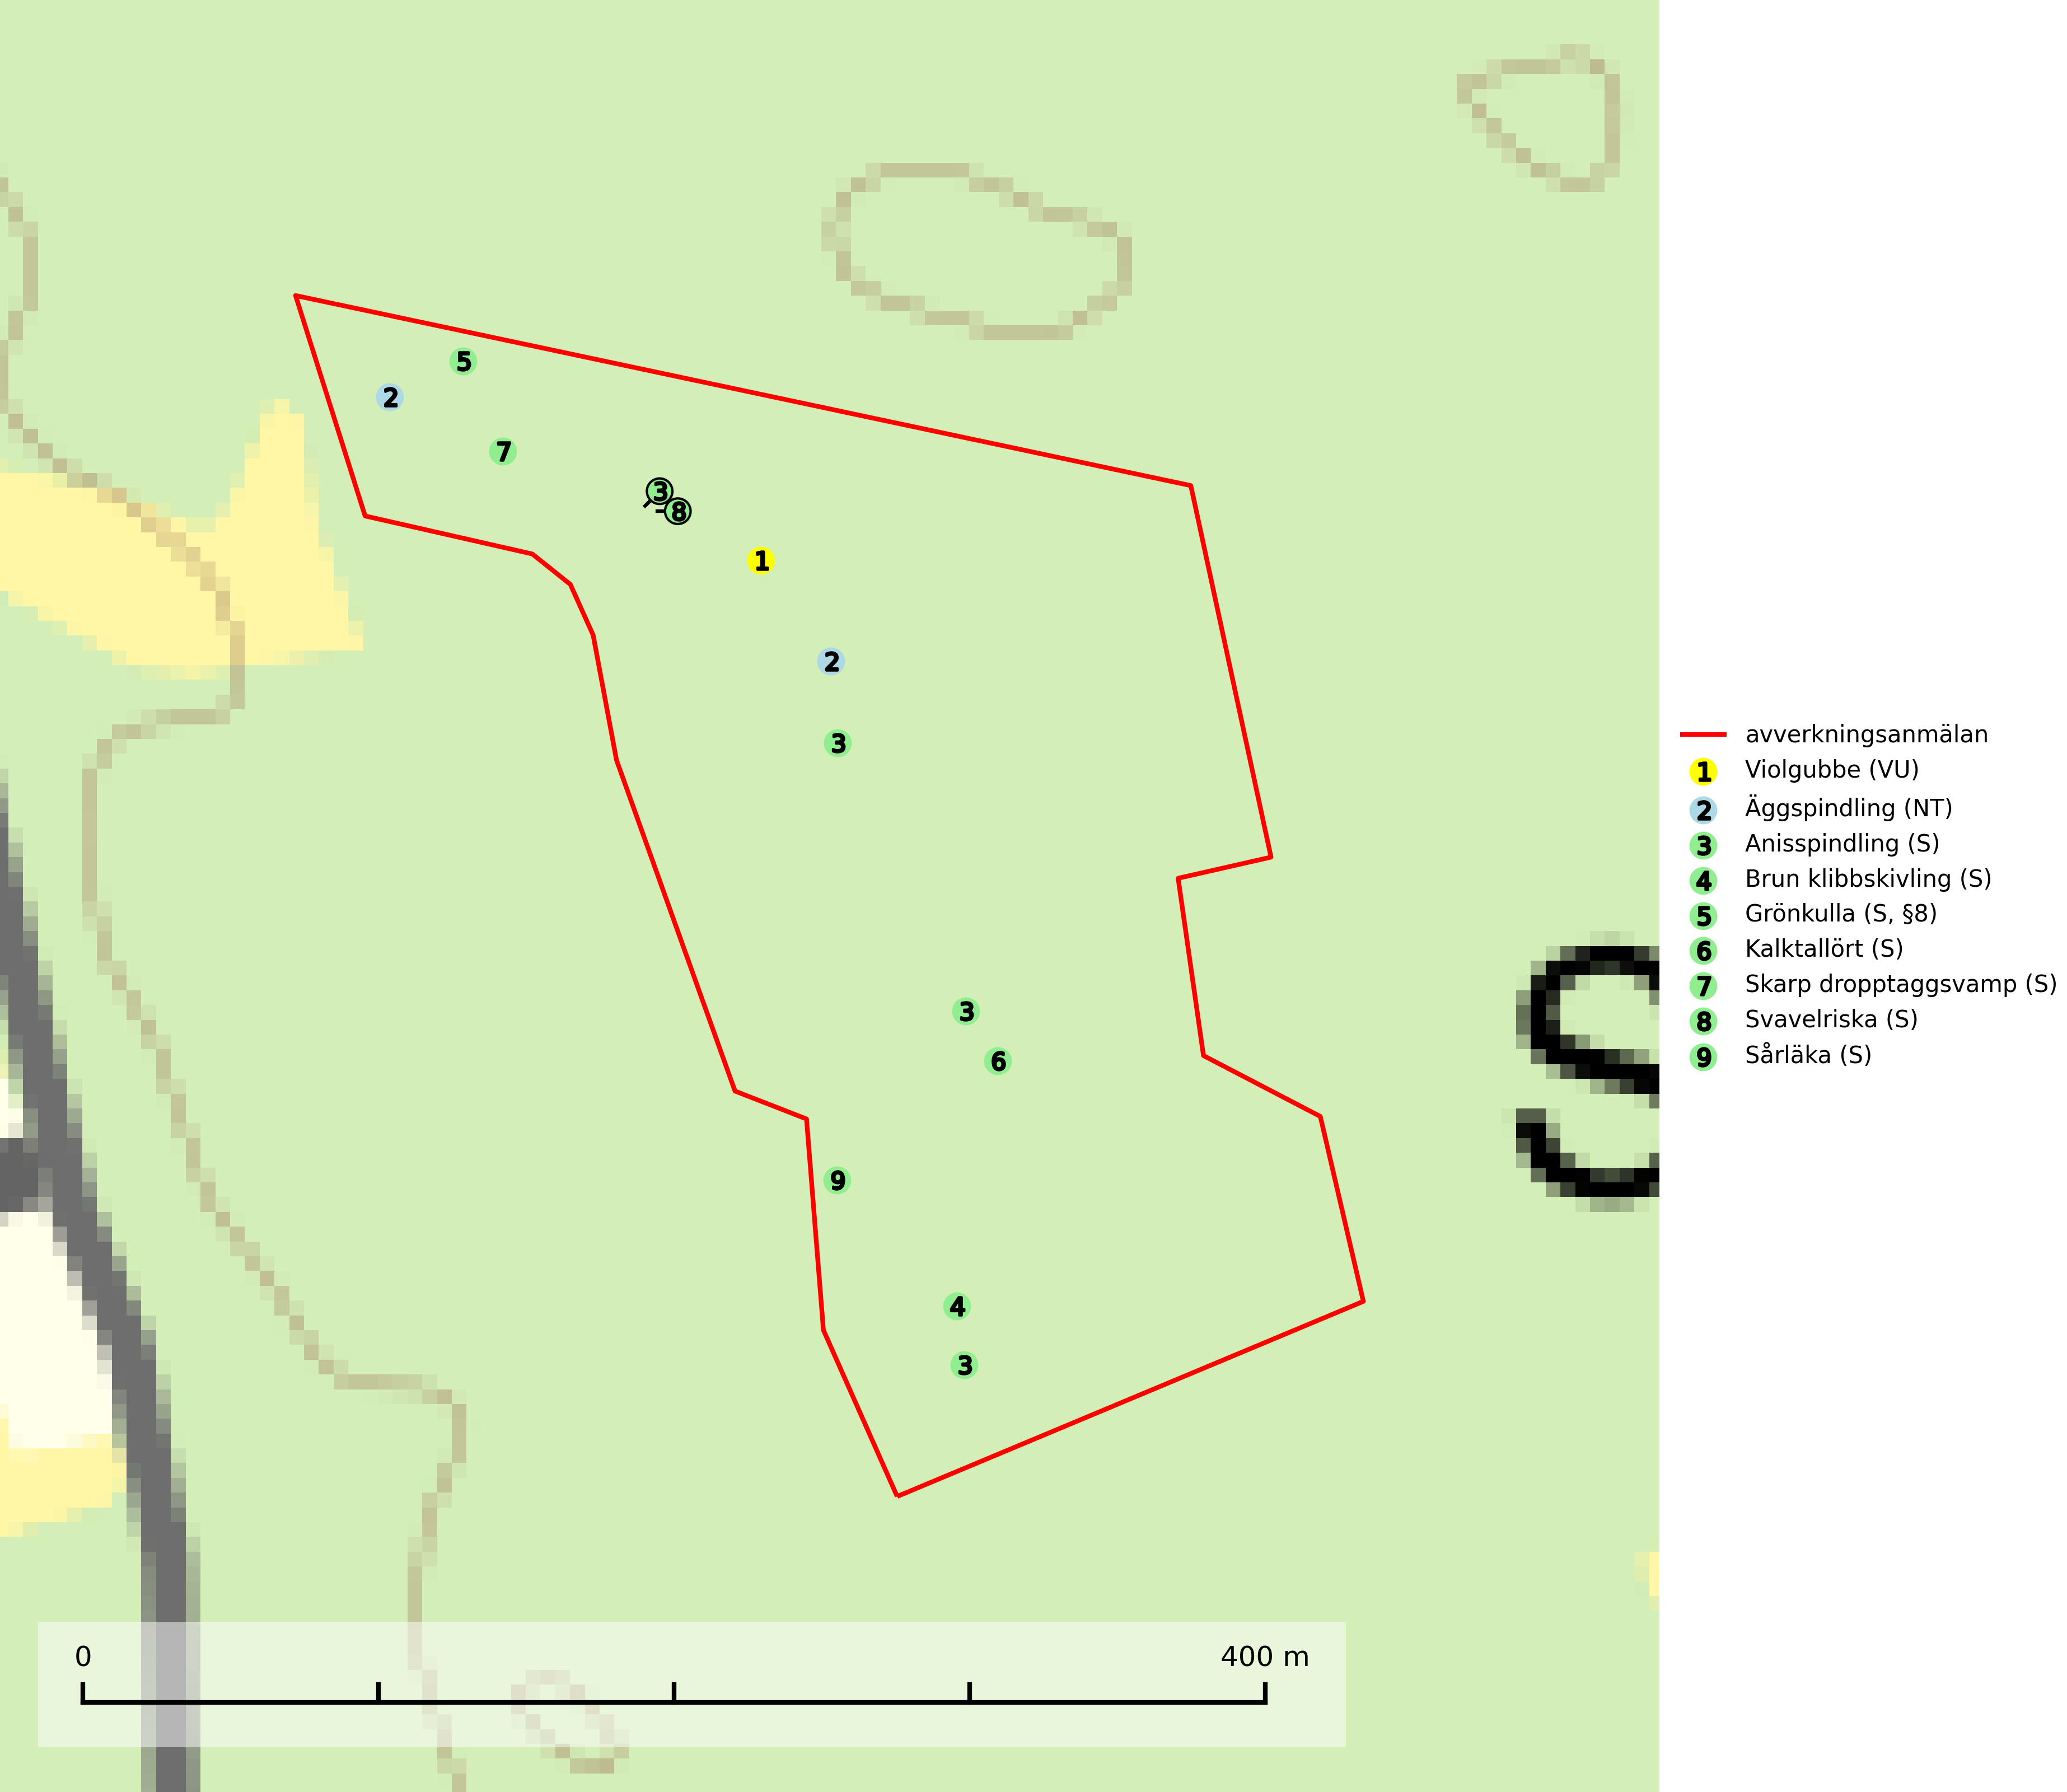 5
2
7
3
8
1
2
3
3
6
9
4
3
S
avverkningsanmälan
1 Violgubbe (VU)
2 Äggspindling (NT)
3 Anisspindling (S)
4 Brun klibbskivling (S)
5 Grönkulla (S, §8)
6 Kalktallört (S)
7 Skarp dropptaggsvamp (S)
8 Svavelriska (S)
9 Sårläka (S)
0 400 m